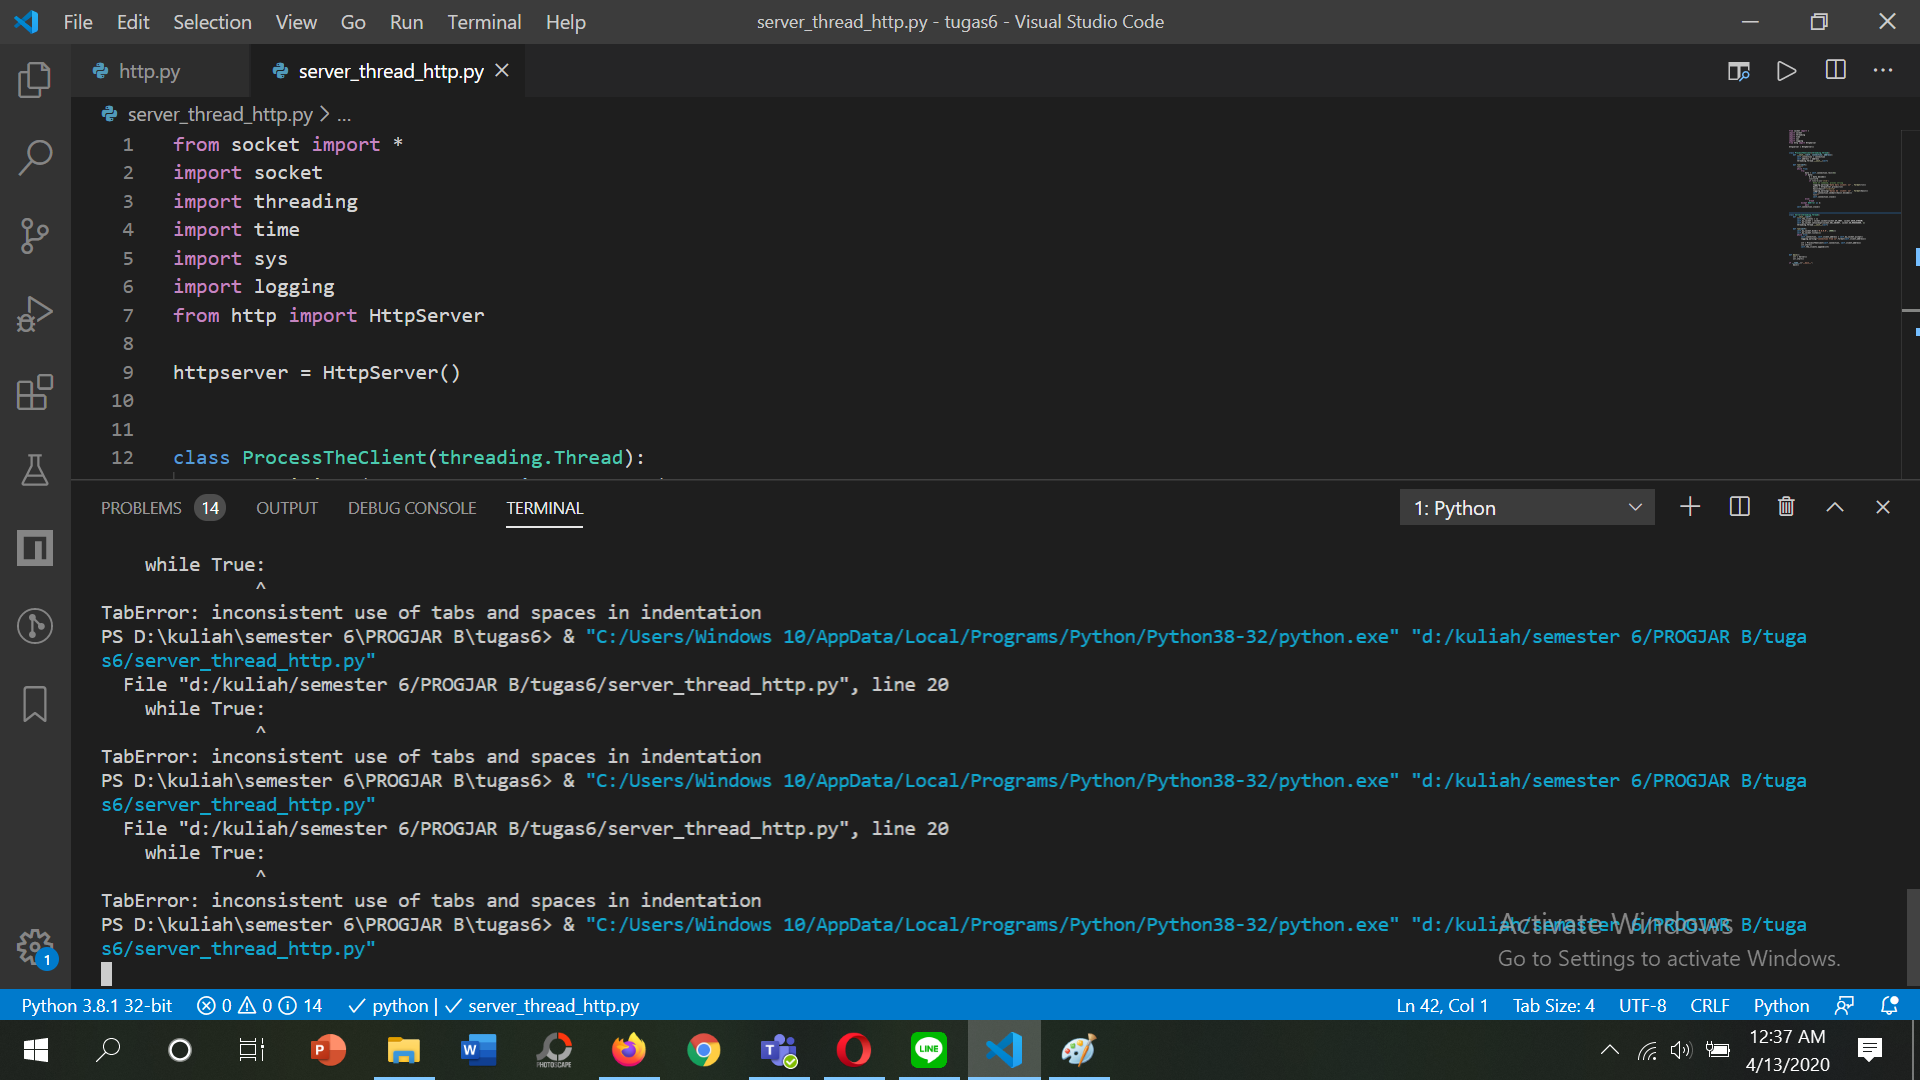 File Edit Selection View Go Run Terminal Help
server_thread_http.py - tugas6 - Visual Studio Code
http.py
server_thread_http.py
server_thread_http.py > ...
1 from socket import *
2 import socket
3 import threading
4 import time
5 import sys
6 import logging
7 from http import HttpServer
8
9 httpserver = HttpServer()
10
11
12 class ProcessTheClient(threading.Thread):
PROBLEMS 14 OUTPUT DEBUG CONSOLE TERMINAL
1: Python
while True:
^
TabError: inconsistent use of tabs and spaces in indentation
PS D:\kuliah\semester 6\PROGJAR B\tugas6> & "C:/Users/Windows 10/AppData/Local/Programs/Python/Python38-32/python.exe" "d:/kuliah/semester 6/PROGJAR B/tuga
s6/server_thread_http.py"
File "d:/kuliah/semester 6/PROGJAR B/tugas6/server_thread_http.py", line 20
while True:
^
TabError: inconsistent use of tabs and spaces in indentation
PS D:\kuliah\semester 6\PROGJAR B\tugas6> & "C:/Users/Windows 10/AppData/Local/Programs/Python/Python38-32/python.exe" "d:/kuliah/semester 6/PROGJAR B/tuga
s6/server_thread_http.py"
File "d:/kuliah/semester 6/PROGJAR B/tugas6/server_thread_http.py", line 20
while True:
^
TabError: inconsistent use of tabs and spaces in indentation
PS D:\kuliah\semester 6\PROGJAR B\tugas6> & "C:/Users/Windows 10/AppData/Local/Programs/Python/Python38-32/python.exe" "d:/kuliah/semester 6/PROGJAR B/tuga
s6/server_thread_http.py"
Activate Windows
Go to Settings to activate Windows.
1
Python 3.8.1 32-bit 0 0 14 python | server_thread_http.py
Ln 42, Col 1 Tab Size: 4 UTF-8 CRLF Python
PHOTOSCAPE
LINE
12:37 AM
4/13/2020